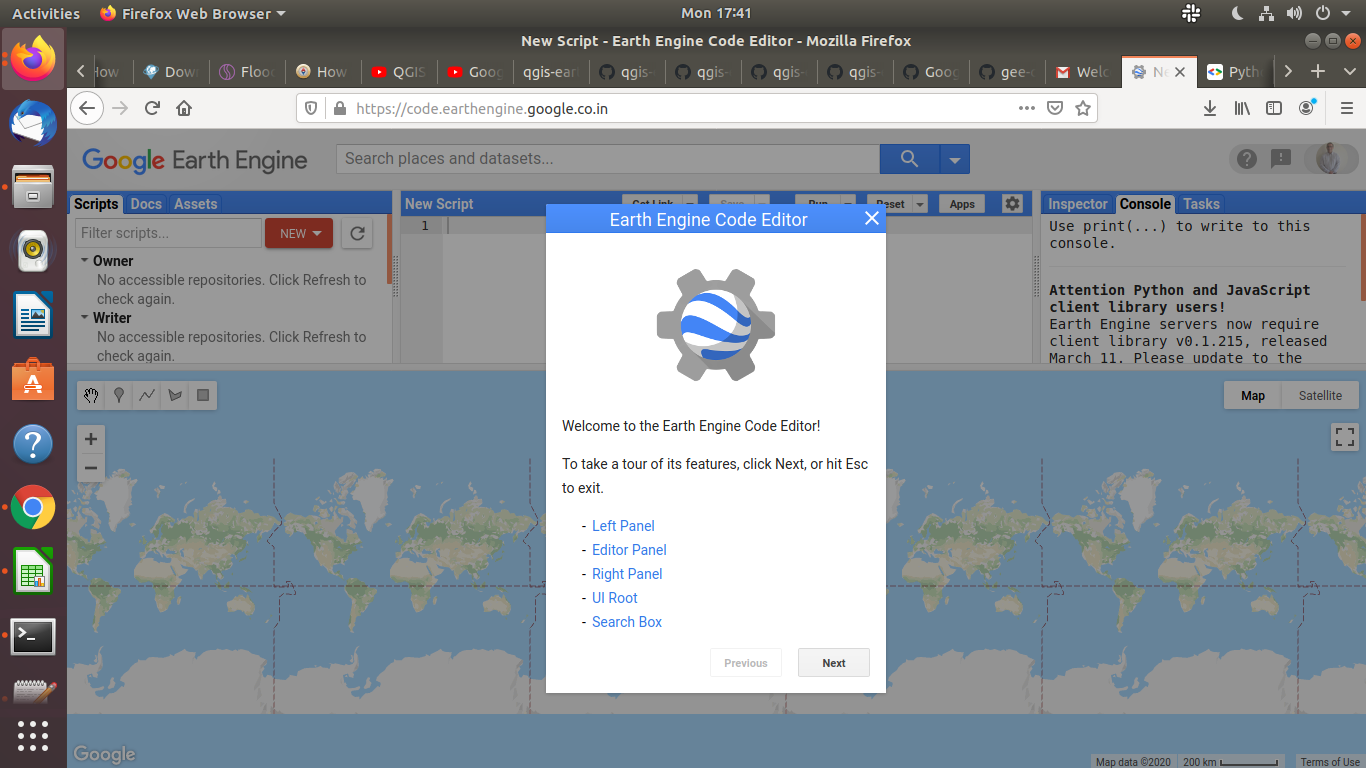 Activities Firefox Web Browser Mon 17:41
New Script - Earth Engine Code Editor - Mozilla Firefox
How Dow Floo How QGIS Goog qgis-ear qgis- qgis- qgis- qgis- Goog gee- Welc Ne Pyth
https://code.earthengine.google.co.in
Google Earth Engine Search places and datasets...
Scripts Docs Assets
Filter scripts... NEW
Owner
No accessible repositories. Click Refresh to
check again.
Writer
No accessible repositories. Click Refresh to
check again.
New Script Get Link Save Run Reset Apps
1
Inspector Console Tasks
Use print(...) to write to this
console.
Attention Python and JavaScript
client library users!
Earth Engine servers now require
client library v0.1.215, released
March 11. Please update to the
Earth Engine Code Editor
Welcome to the Earth Engine Code Editor!
To take a tour of its features, click Next, or hit Esc
to exit.
- Left Panel
- Editor Panel
- Right Panel
- UI Root
- Search Box
Previous Next
Map Satellite
+
−
Google
Map data ©2020 200 km Terms of Use